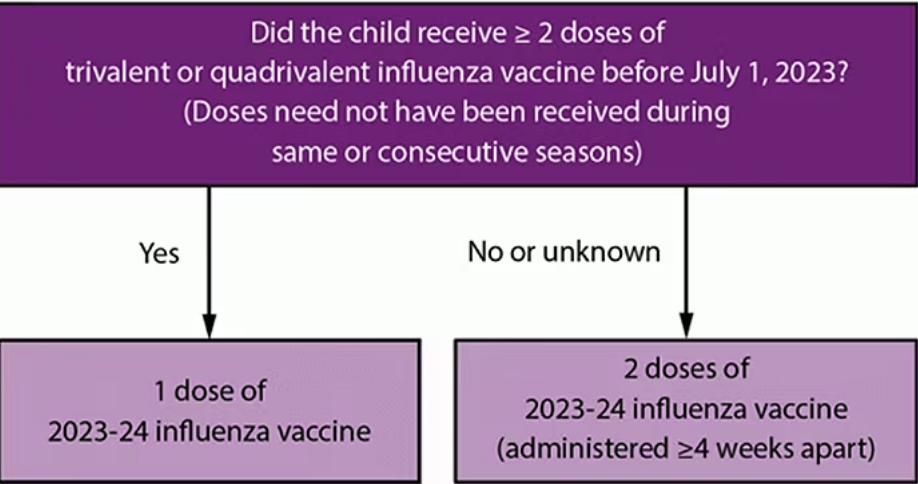 Did the child receive ≥ 2 doses of
trivalent or quadrivalent influenza vaccine before July 1, 2023?
(Doses need not have been received during
same or consecutive seasons)
Yes
No or unknown
1 dose of
2023-24 influenza vaccine
2 doses of
2023-24 influenza vaccine
(administered ≥4 weeks apart)